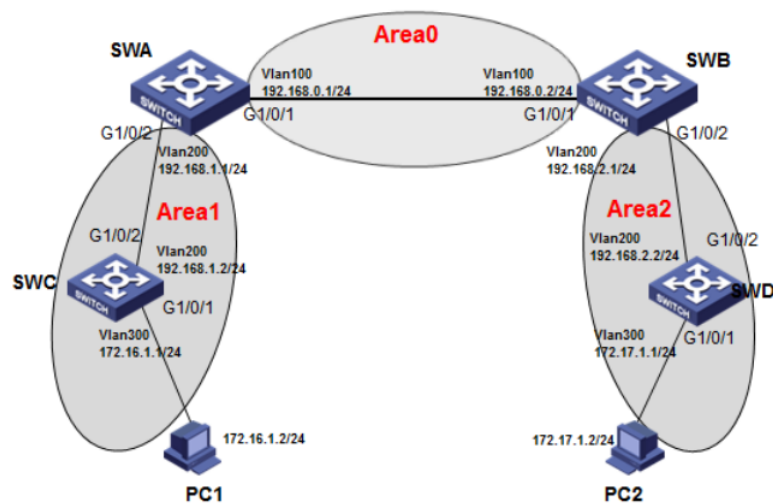 Area0
SWA
SWB
Vlan100
192.168.0.1/24
Vlan100
192.168.0.2/24
SWITCH
G1/0/1
G1/0/1
SWITCH
G1/0/2
G1/0/2
Vlan200
192.168.1.1/24
Vlan200
192.168.2.1/24
Area1
Area2
G1/0/2
Vlan200
192.168.1.2/24
Vlan200
192.168.2.2/24
G1/0/2
SWC
SWITCH
G1/0/1
SWD
SWITCH
G1/0/1
Vlan300
172.16.1.1/24
Vlan300
172.17.1.1/24
172.16.1.2/24
172.17.1.2/24
PC1
PC2